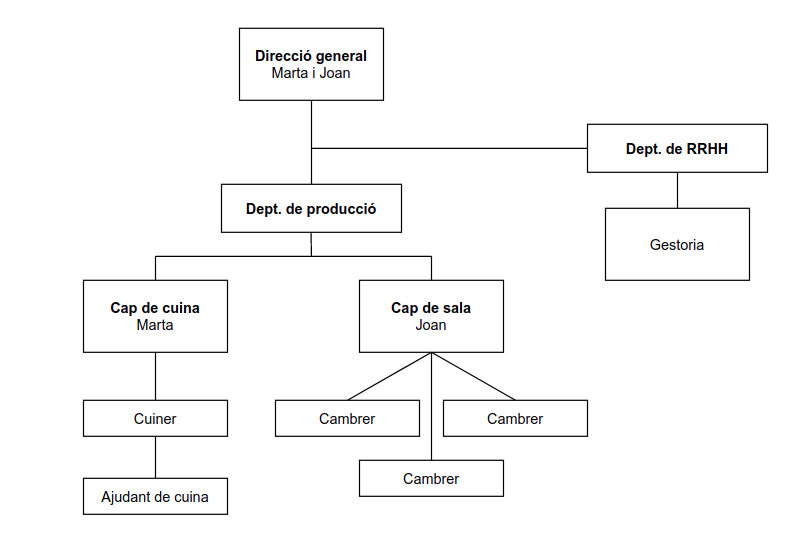 Direcció general
Marta i Joan
Dept. de RRHH
Dept. de producció
Gestoria
Cap de cuina
Marta
Cap de sala
Joan
Cuiner
Cambrer
Cambrer
Cambrer
Ajudant de cuina